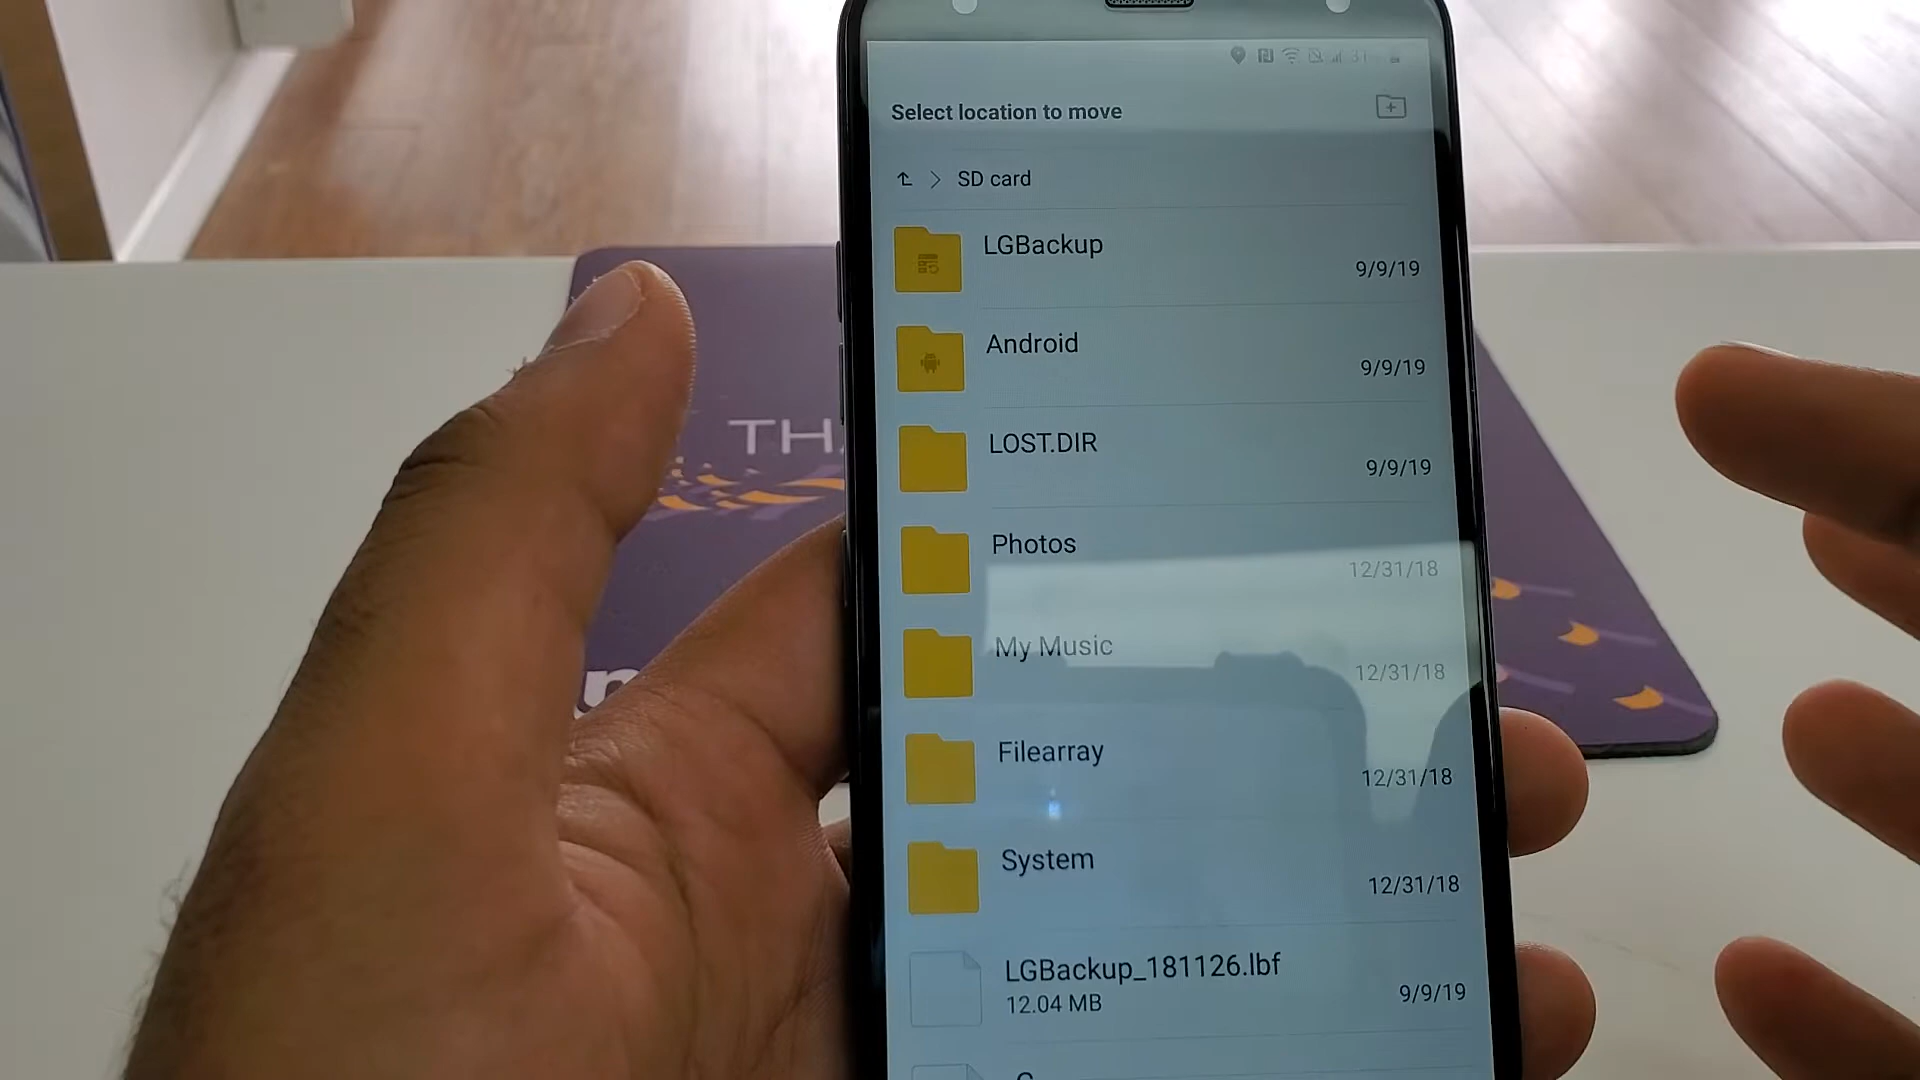 Select location to move
SD card
LGBackup
9/9/19
Android
9/9/19
LOST.DIR
9/9/19
Photos
12/31/18
My Music
12/31/18
Filearray
12/31/18
System
12/31/18
LGBackup_181126.lbf
12.04 MB
9/9/19